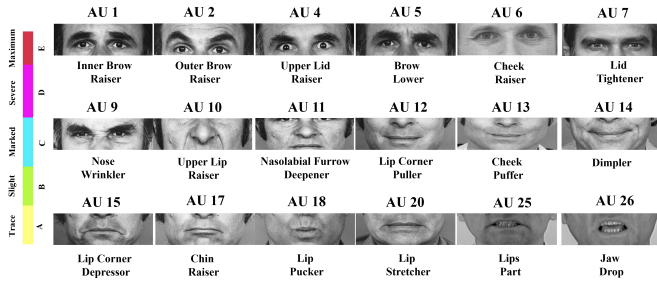 AU 1 AU 2 AU 4 AU 5 AU 6 AU 7
Maximum E
Inner Brow Raiser
Outer Brow Raiser
Upper Lid Raiser
Brow Lower
Cheek Raiser
Lid Tightener
Severe D
AU 9 AU 10 AU 11 AU 12 AU 13 AU 14
Marked C
Nose Wrinkler
Upper Lip Raiser
Nasolabial Furrow Deepener
Lip Corner Puller
Cheek Puffer
Dimpler
Slight B
AU 15 AU 17 AU 18 AU 20 AU 25 AU 26
Trace A
Lip Corner Depressor
Chin Raiser
Lip Pucker
Lip Stretcher
Lips Part
Jaw Drop